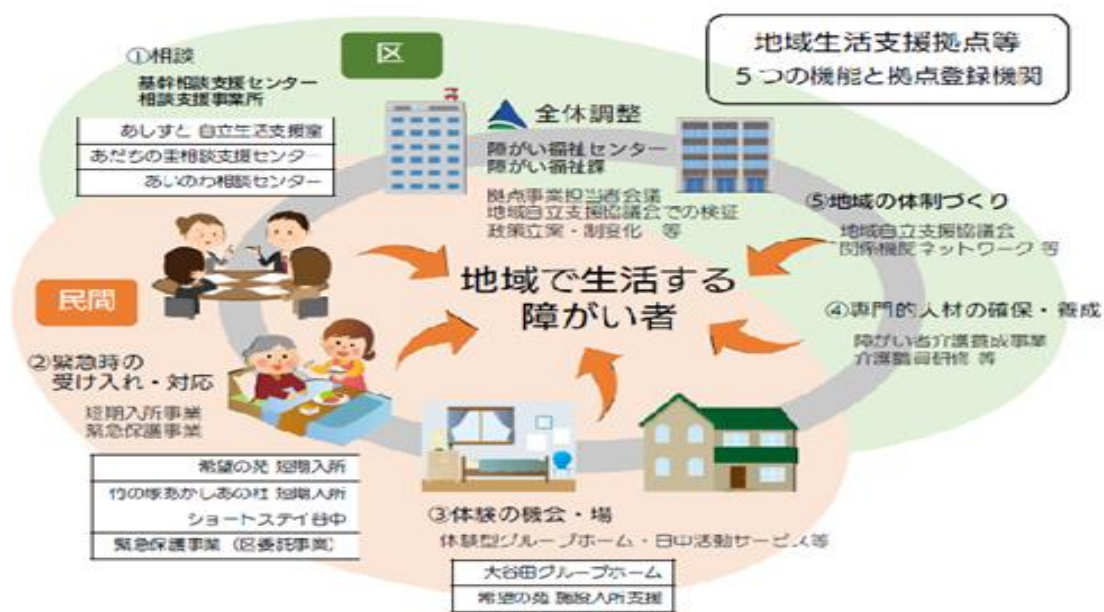 地域生活支援拠点等
5つの機能と拠点登録機関
区
①相談
基幹相談支援センター
相談支援事業所
あしすと 自立生活支援室
あだちの里相談支援センター
あいのわ相談センター
全体調整
障がい福祉センター
障がい福祉課
拠点事業担当者会議
地域自立支援協議会での検証
政策立案・制度化 等
⑤地域の体制づくり
地域自立支援協議会
関係機関ネットワーク 等
地域で生活する
障がい者
民間
④専門的人材の確保・養成
障がい者介護養成事業
介護職員研修 等
②緊急時の
受け入れ・対応
短期入所事業
緊急保護事業
希望の苑 短期入所
竹の塚あかしあの杜 短期入所
ショートステイ谷中
緊急保護事業（区委託事業）
③体験の機会・場
体験型グループホーム・日中活動サービス等
大谷田グループホーム
希望の苑 施設入所支援